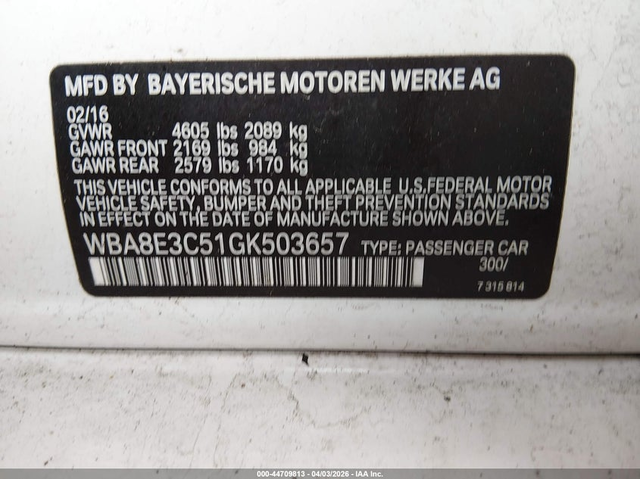 MFD BY BAYERISCHE MOTOREN WERKE AG
02/16
GVWR 4605 lbs 2089 kg
GAWR FRONT 2169 lbs 984 kg
GAWR REAR 2579 lbs 1170 kg
THIS VEHICLE CONFORMS TO ALL APPLICABLE U.S.FEDERAL MOTOR
VEHICLE SAFETY, BUMPER AND THEFT PREVENTION STANDARDS
IN EFFECT ON THE DATE OF MANUFACTURE SHOWN ABOVE.
WBA8E3C51GK503657 TYPE: PASSENGER CAR
300/
7 315 814
000-44709813 - 04/03/2026 - IAA Inc.